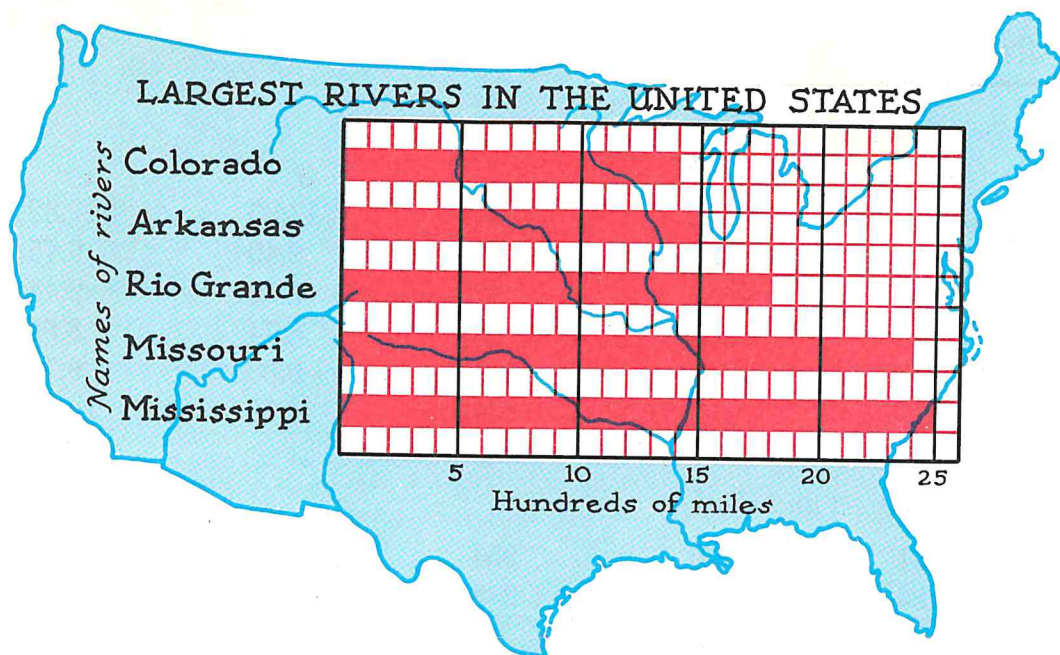 LARGEST RIVERS IN THE UNITED STATES
Names of rivers
Colorado
Arkansas
Rio Grande
Missouri
Mississippi
5 10 15 20 25
Hundreds of miles